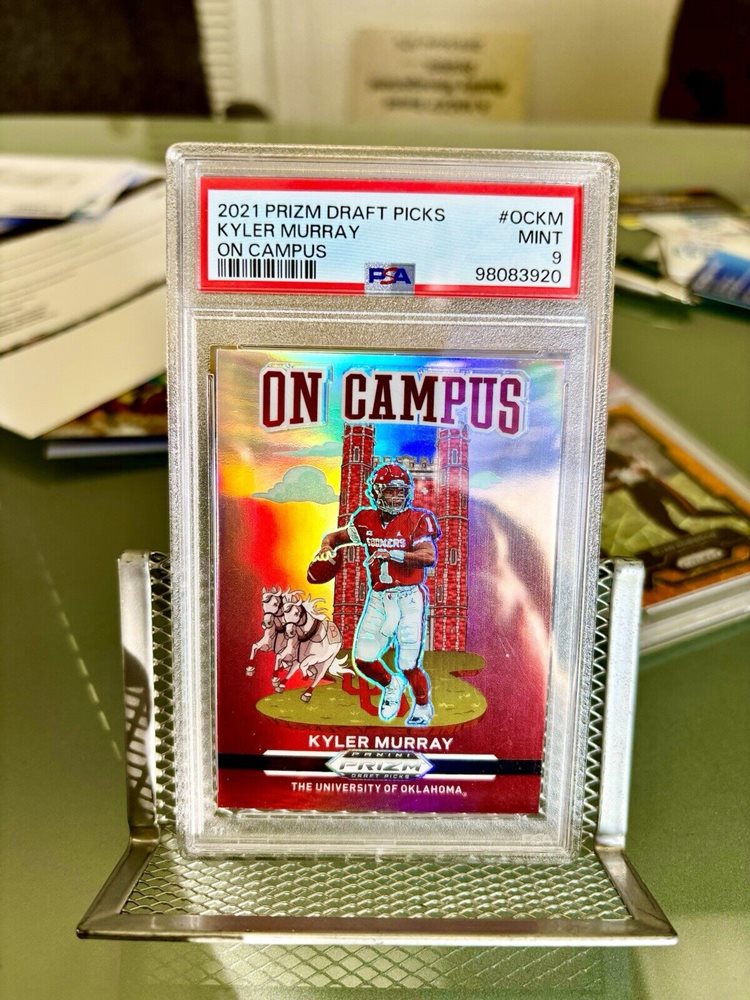 2021 PRIZM DRAFT PICKS #OCKM
KYLER MURRAY MINT
ON CAMPUS 9
PSA 98083920
ON CAMPUS
SOONERS
1
1
KYLER MURRAY
PANINI
PRIZM
DRAFT PICKS
THE UNIVERSITY OF OKLAHOMA®